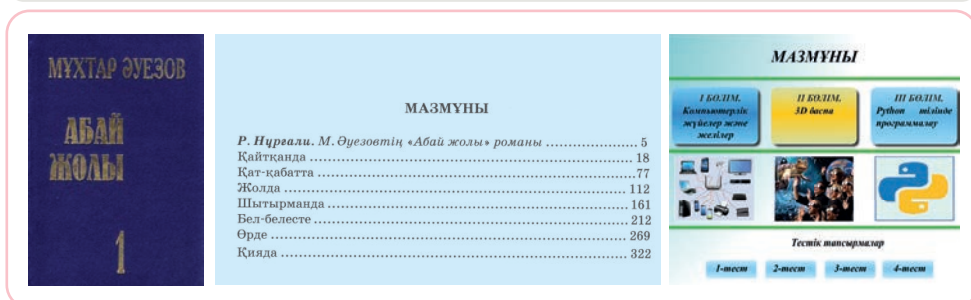 МҰХТАР ӘУЕЗОВ
АБАЙ
ЖОЛЫ
1
МАЗМҰНЫ
Р. Нұрғали. М. Әуезовтің «Абай жолы» романы ..................... 5
Қайтқанда ..................... 18
Қат-қабатта ..................... 77
Жолда ..................... 112
Шытырманда ..................... 161
Бел-белесте ..................... 212
Өрде ..................... 269
Қияда ..................... 322
МАЗМҰНЫ
I БӨЛІМ.
Компьютерлік
жүйелер және
желілер
II БӨЛІМ.
3D баспа
III БӨЛІМ.
Python тілінде
программалау
Тестік тапсырмалар
1-тест
2-тест
3-тест
4-тест